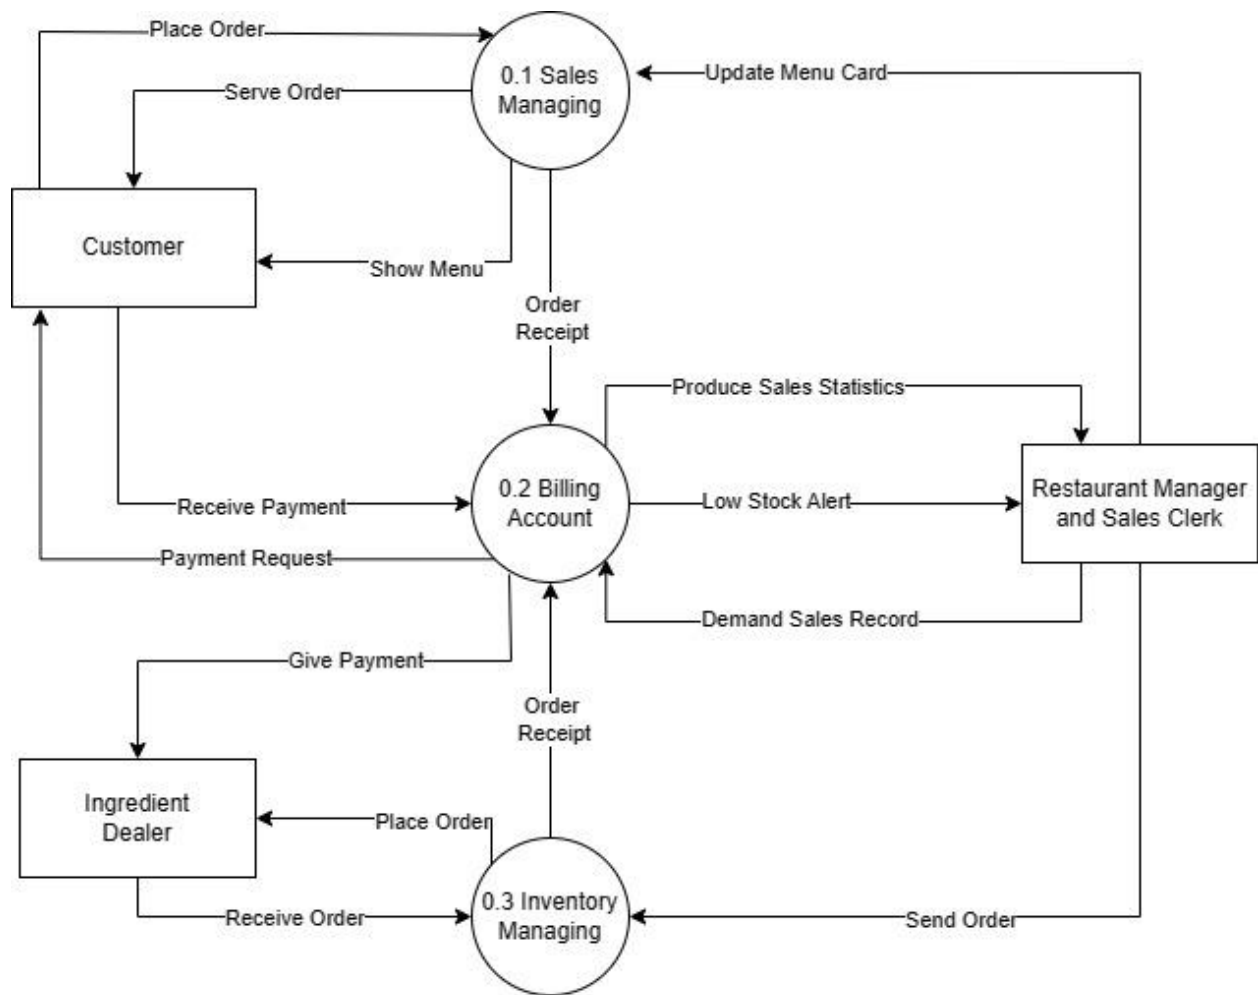 Place Order
0.1 Sales
Managing
Update Menu Card
Serve Order
Customer
Show Menu
Order
Receipt
Produce Sales Statistics
0.2 Billing
Account
Low Stock Alert
Restaurant Manager
and Sales Clerk
Receive Payment
Payment Request
Demand Sales Record
Give Payment
Order
Receipt
Ingredient
Dealer
Place Order
0.3 Inventory
Managing
Receive Order
Send Order